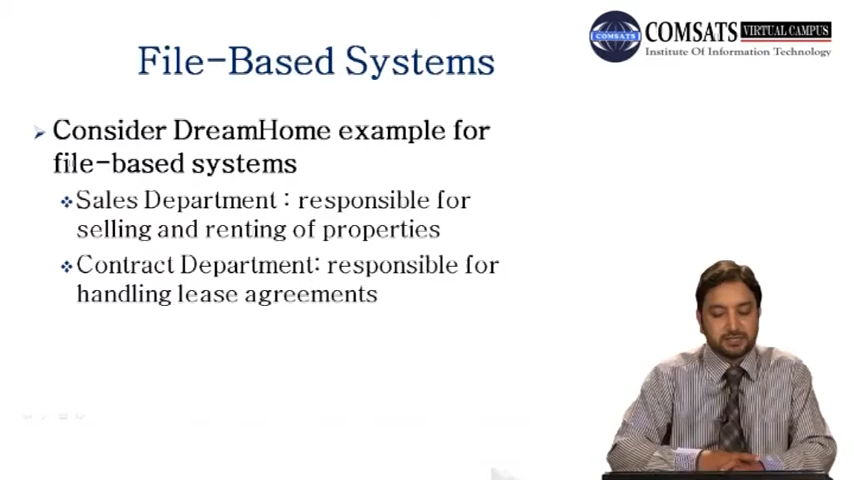 File-Based Systems
COMSATS VIRTUAL CAMPUS
COMSATS
Institute Of Information Technology
Consider DreamHome example for
file-based systems
Sales Department : responsible for
selling and renting of properties
Contract Department: responsible for
handling lease agreements